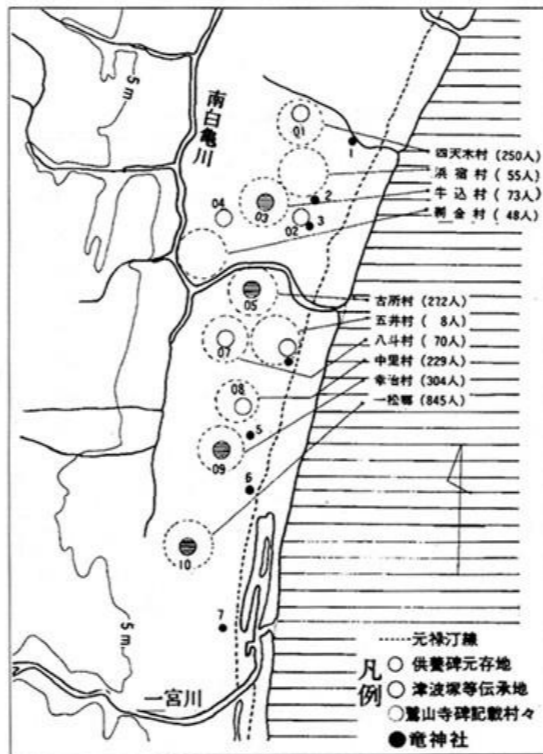 5m
南白亀川
01
1
四天木村(250人)
浜宿村(55人)
牛込村(73人)
剃金村(48人)
2
04
03
02
3
05
古所村(272人)
五井村(8人)
八斗村(70人)
中里村(229人)
幸治村(304人)
一松郷(845人)
07
08
5
09
6
10
5m
7
一宮川
凡例
元禄汀線
供養碑元存地
津波塚等伝承地
鷲山寺碑記載村々
竜神社